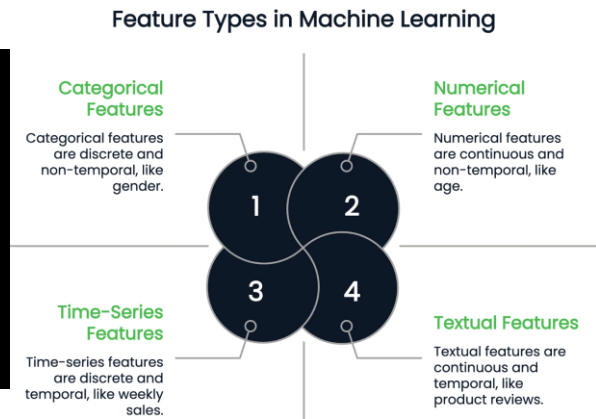 Feature Types in Machine Learning
Categorical
Features
Categorical features
are discrete and
non-temporal, like
gender.
Numerical
Features
Numerical features
are continuous and
non-temporal, like
age.
1
2
3
4
Time-Series
Features
Time-series features
are discrete and
temporal, like weekly
sales.
Textual Features
Textual features are
continuous and
temporal, like
product reviews.